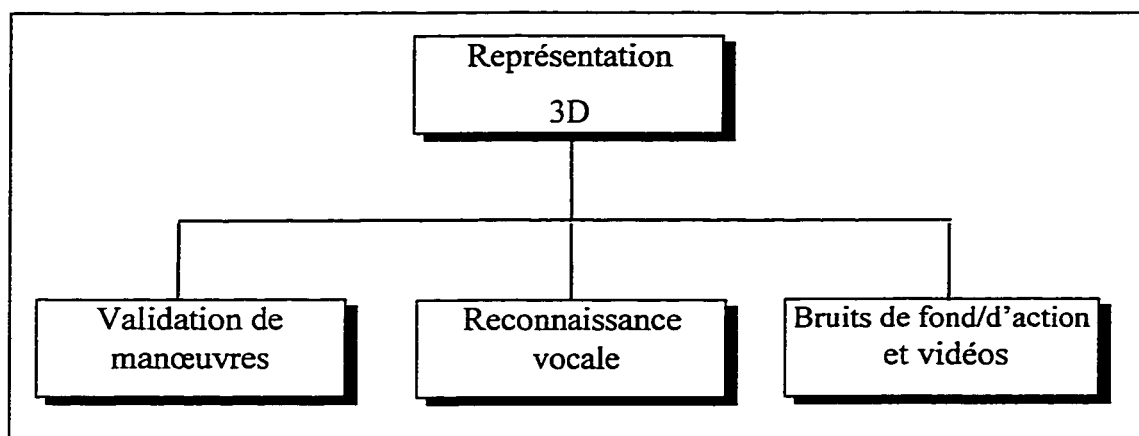 Représentation
3D
Validation de
manœuvres
Reconnaissance
vocale
Bruits de fond/d'action
et vidéos